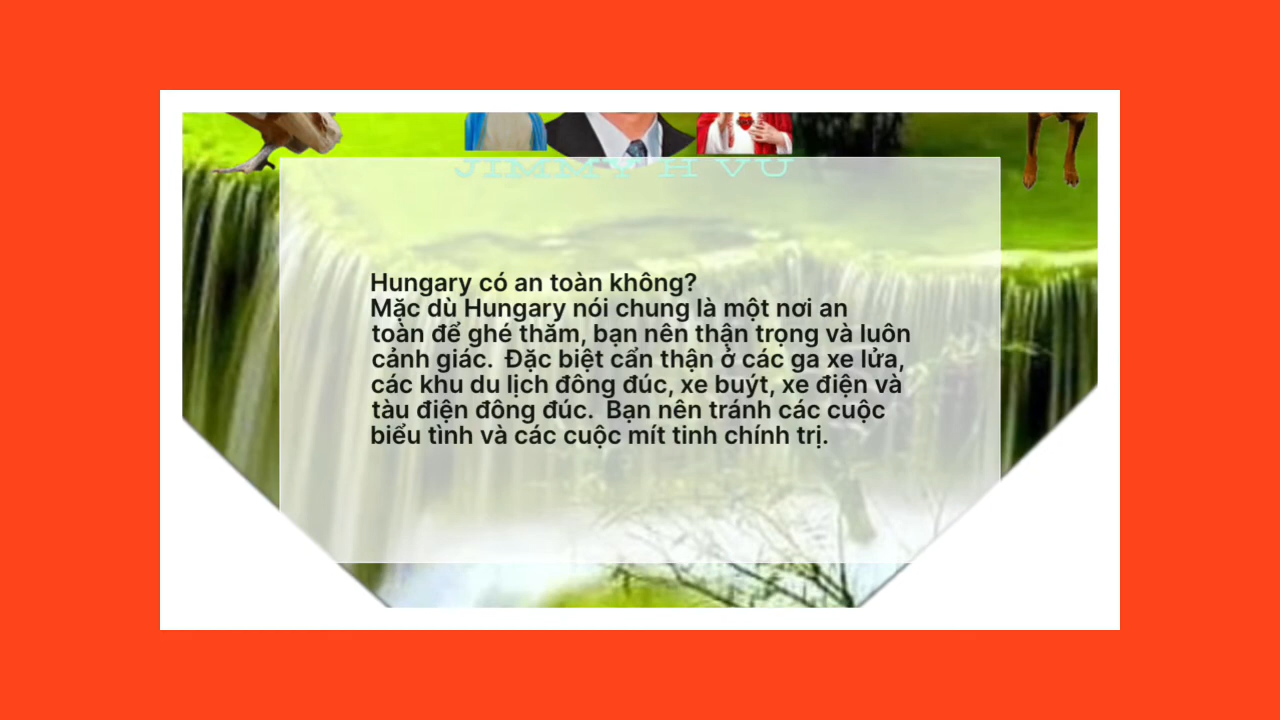 JIMMY H VU
Hungary có an toàn không?
Mặc dù Hungary nói chung là một nơi an
toàn để ghé thăm, bạn nên thận trọng và luôn
cảnh giác. Đặc biệt cẩn thận ở các ga xe lửa,
các khu du lịch đông đúc, xe buýt, xe điện và
tàu điện đông đúc. Bạn nên tránh các cuộc
biểu tình và các cuộc mít tinh chính trị.